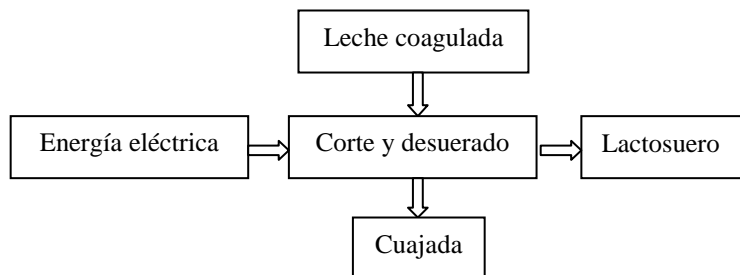 Leche coagulada
Energía eléctrica
Corte y desuerado
Lactosuero
Cuajada